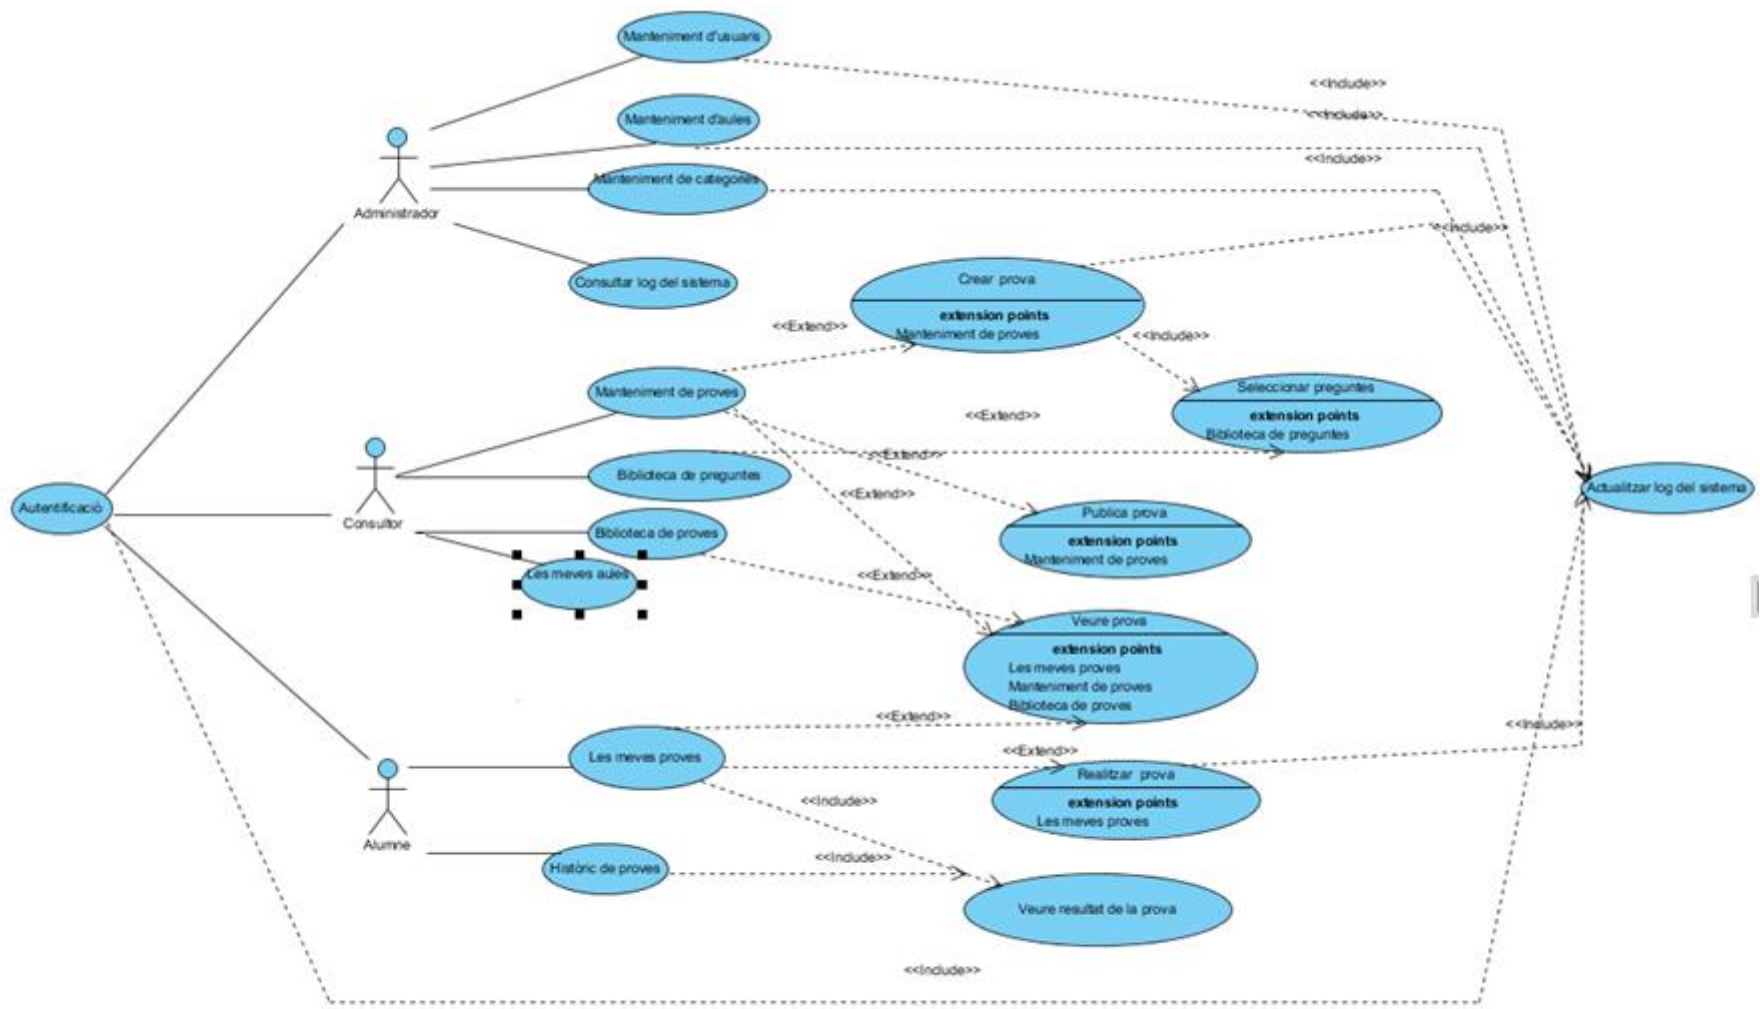 Manteniment d'usuaris
<<Include>>
<<Include>>
Manteniment d'aules
<<Include>>
Manteniment de categories
Administrador
<<Include>>
Consultar log del sistema
Crear prova
extension points
Manteniment de proves
<<Extend>>
<<Include>>
Manteniment de proves
Seleccionar preguntes
extension points
Biblioteca de preguntes
<<Extend>>
<<Extend>>
Biblioteca de preguntes
<<Extend>>
Actualitzar log del sistema
Autentificació
Consultor
Publica prova
extension points
Manteniment de proves
Biblioteca de proves
Les meves aules
<<Extend>>
Veure prova
extension points
Les meves proves
Manteniment de proves
Biblioteca de proves
<<Extend>>
<<Include>>
Les meves proves
<<Extend>>
Realitzar prova
extension points
Les meves proves
<<Include>>
Alumne
<<Include>>
Històric de proves
Veure resultat de la prova
<<Include>>